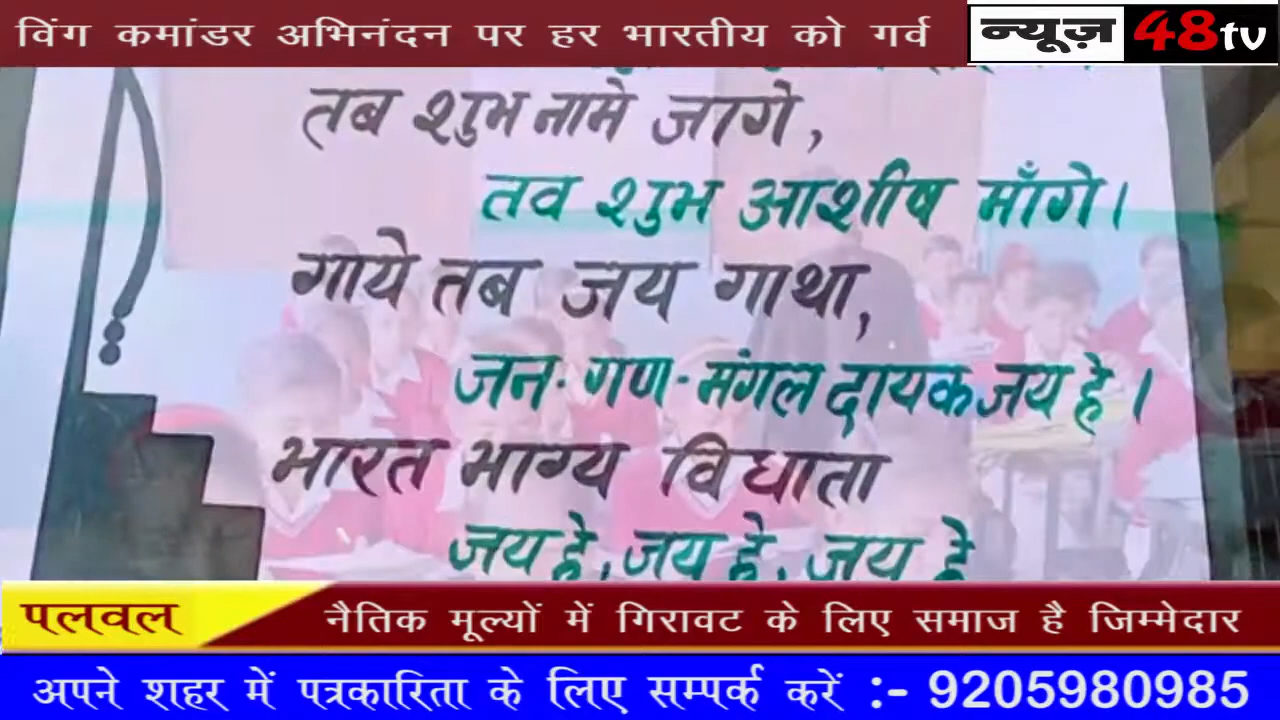 विंग कमांडर अभिनंदन पर हर भारतीय को गर्व
न्यूज़ 48tv
तब शुभ नामे जागे,
तव शुभ आशीष माँगे।
गाये तब जय गाथा,
जन-गण-मंगल दायक जय हे।
भारत भाग्य विधाता
जय हे, जय हे, जय हे
पलवल
नैतिक मूल्यों में गिरावट के लिए समाज है जिम्मेदार
अपने शहर में पत्रकारिता के लिए सम्पर्क करें :- 9205980985